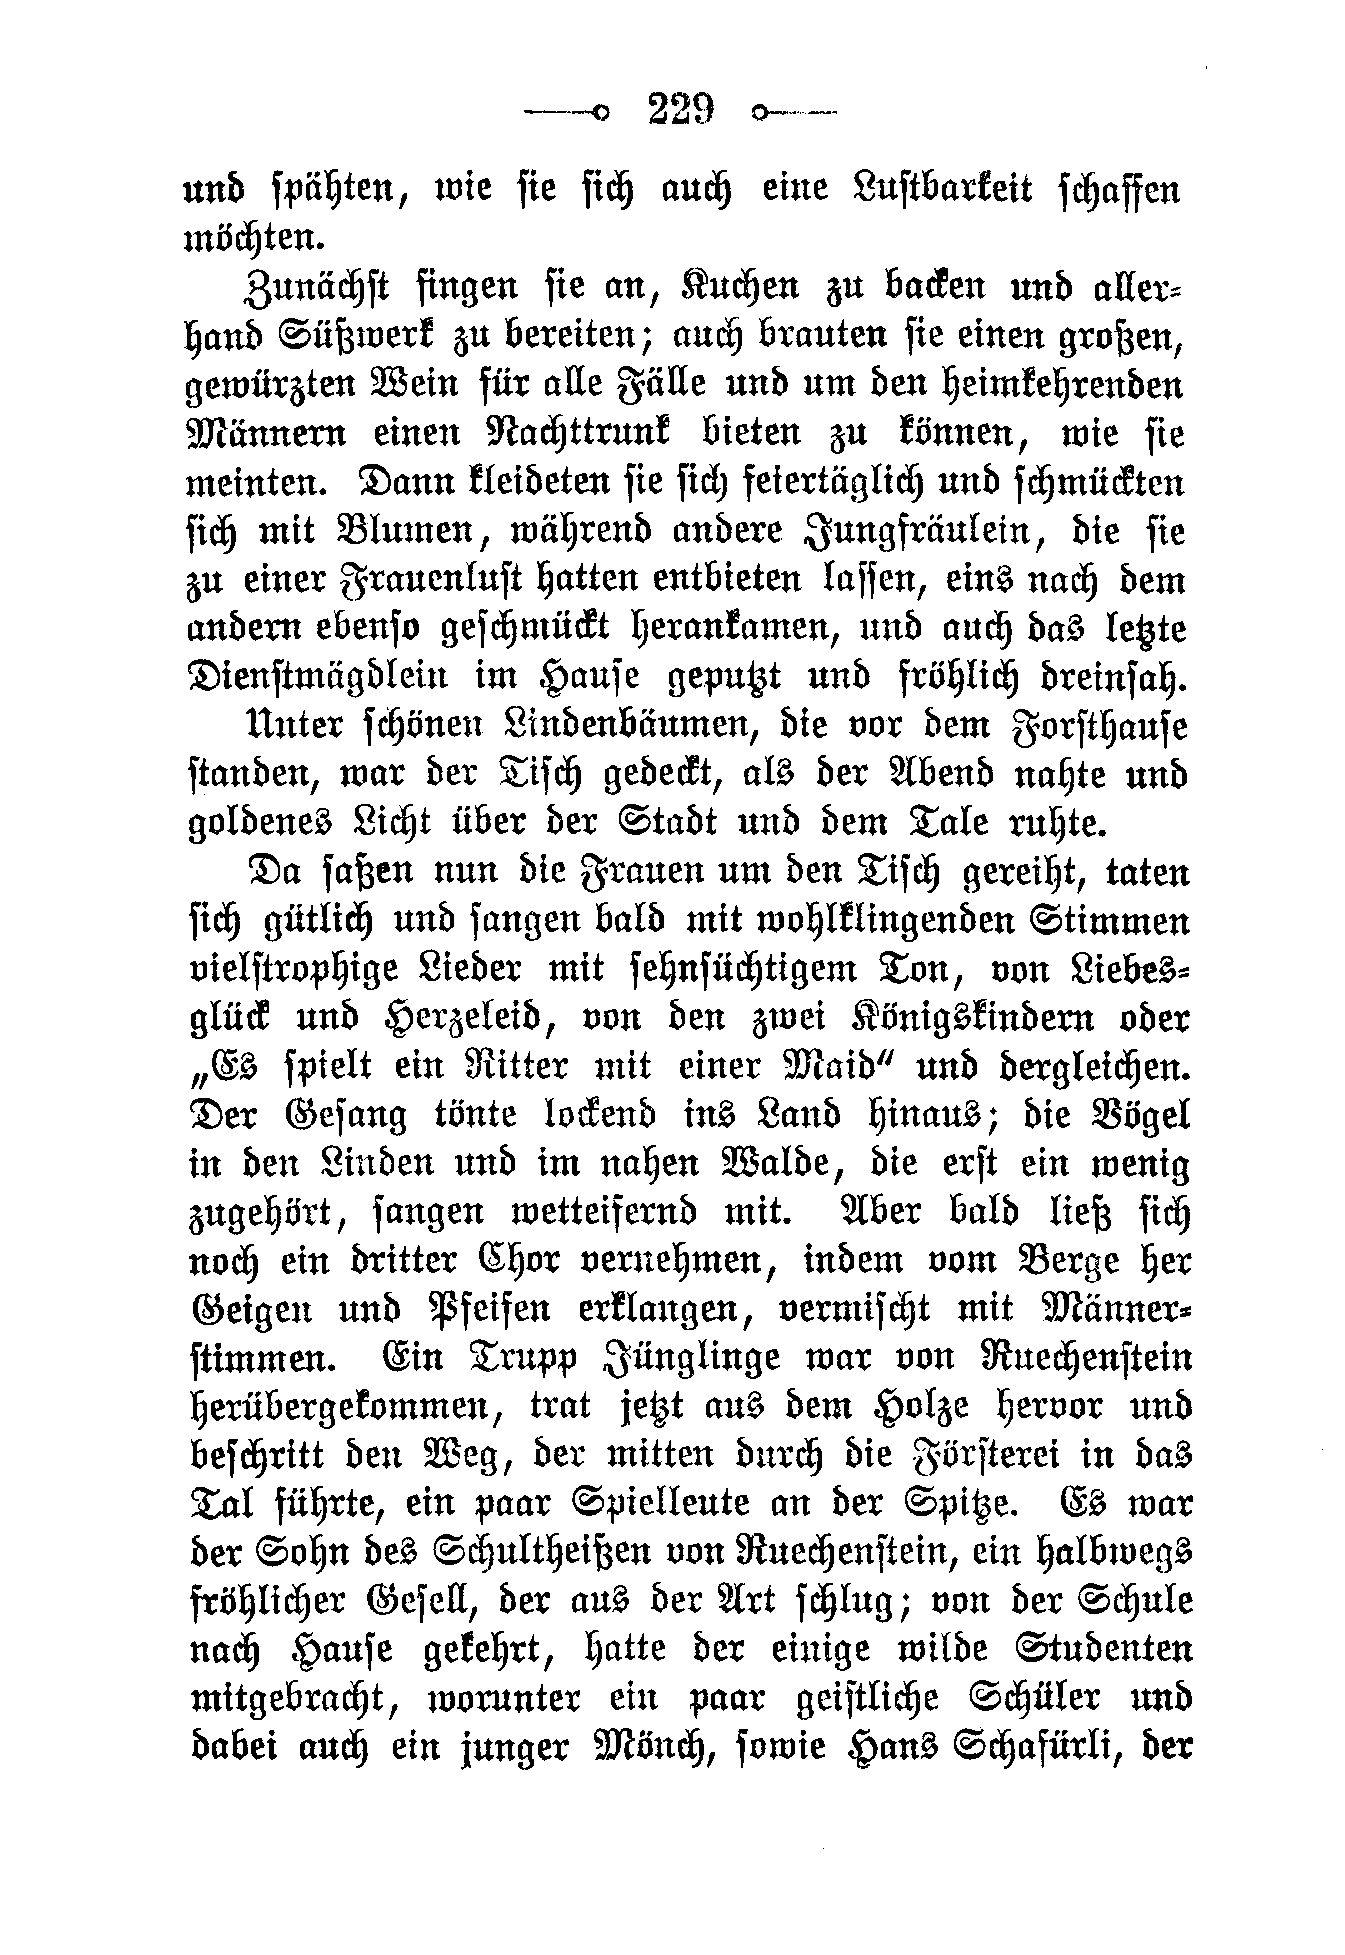 229
und spähten, wie sie sich auch eine Lustbarkeit schaffen
möchten.
Zunächst fingen sie an, Kuchen zu backen und aller-
hand Süßwerk zu bereiten; auch brauten sie einen großen,
gewürzten Wein für alle Fälle und um den heimkehrenden
Männern einen Nachttrunk bieten zu können, wie sie
meinten. Dann kleideten sie sich feiertäglich und schmückten
sich mit Blumen, während andere Jungfräulein, die sie
zu einer Frauenlust hatten entbieten lassen, eins nach dem
andern ebenso geschmückt herankamen, und auch das letzte
Dienstmägdlein im Hause geputzt und fröhlich dreinsah.
Unter schönen Lindenbäumen, die vor dem Forsthause
standen, war der Tisch gedeckt, als der Abend nahte und
goldenes Licht über der Stadt und dem Tale ruhte.
Da saßen nun die Frauen um den Tisch gereiht, taten
sich gütlich und sangen bald mit wohlklingenden Stimmen
vielstrophige Lieder mit sehnsüchtigem Ton, von Liebes-
glück und Herzeleid, von den zwei Königskindern oder
„Es spielt ein Ritter mit einer Maid“ und dergleichen.
Der Gesang tönte lockend ins Land hinaus; die Vögel
in den Linden und im nahen Walde, die erst ein wenig
zugehört, sangen wetteifernd mit. Aber bald ließ sich
noch ein dritter Chor vernehmen, indem vom Berge her
Geigen und Pfeifen erklangen, vermischt mit Männer-
stimmen. Ein Trupp Jünglinge war von Ruechenstein
herübergekommen, trat jetzt aus dem Holze hervor und
beschritt den Weg, der mitten durch die Försterei in das
Tal führte, ein paar Spielleute an der Spitze. Es war
der Sohn des Schultheißen von Ruechenstein, ein halbwegs
fröhlicher Gesell, der aus der Art schlug; von der Schule
nach Hause gekehrt, hatte der einige wilde Studenten
mitgebracht, worunter ein paar geistliche Schüler und
dabei auch ein junger Mönch, sowie Hans Schafürli, der